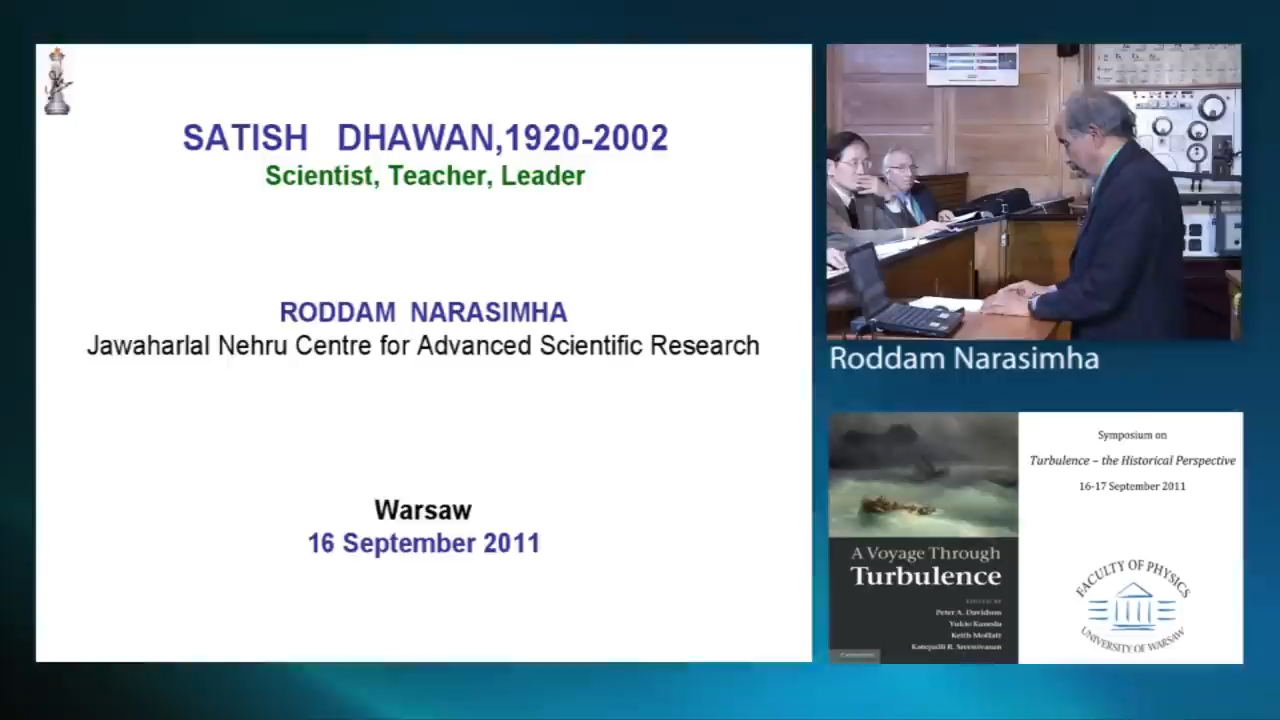 SATISH DHAWAN,1920-2002
Scientist, Teacher, Leader
RODDAM NARASIMHA
Jawaharlal Nehru Centre for Advanced Scientific Research
Warsaw
16 September 2011
Roddam Narasimha
A Voyage Through
Turbulence
EDITED BY
Peter A. Davidson
Yukio Kaneda
Keith Moffatt
Katepalli R. Sreenivasan
Symposium on
Turbulence – the Historical Perspective
16-17 September 2011
FACULTY OF PHYSICS
UNIVERSITY OF WARSAW